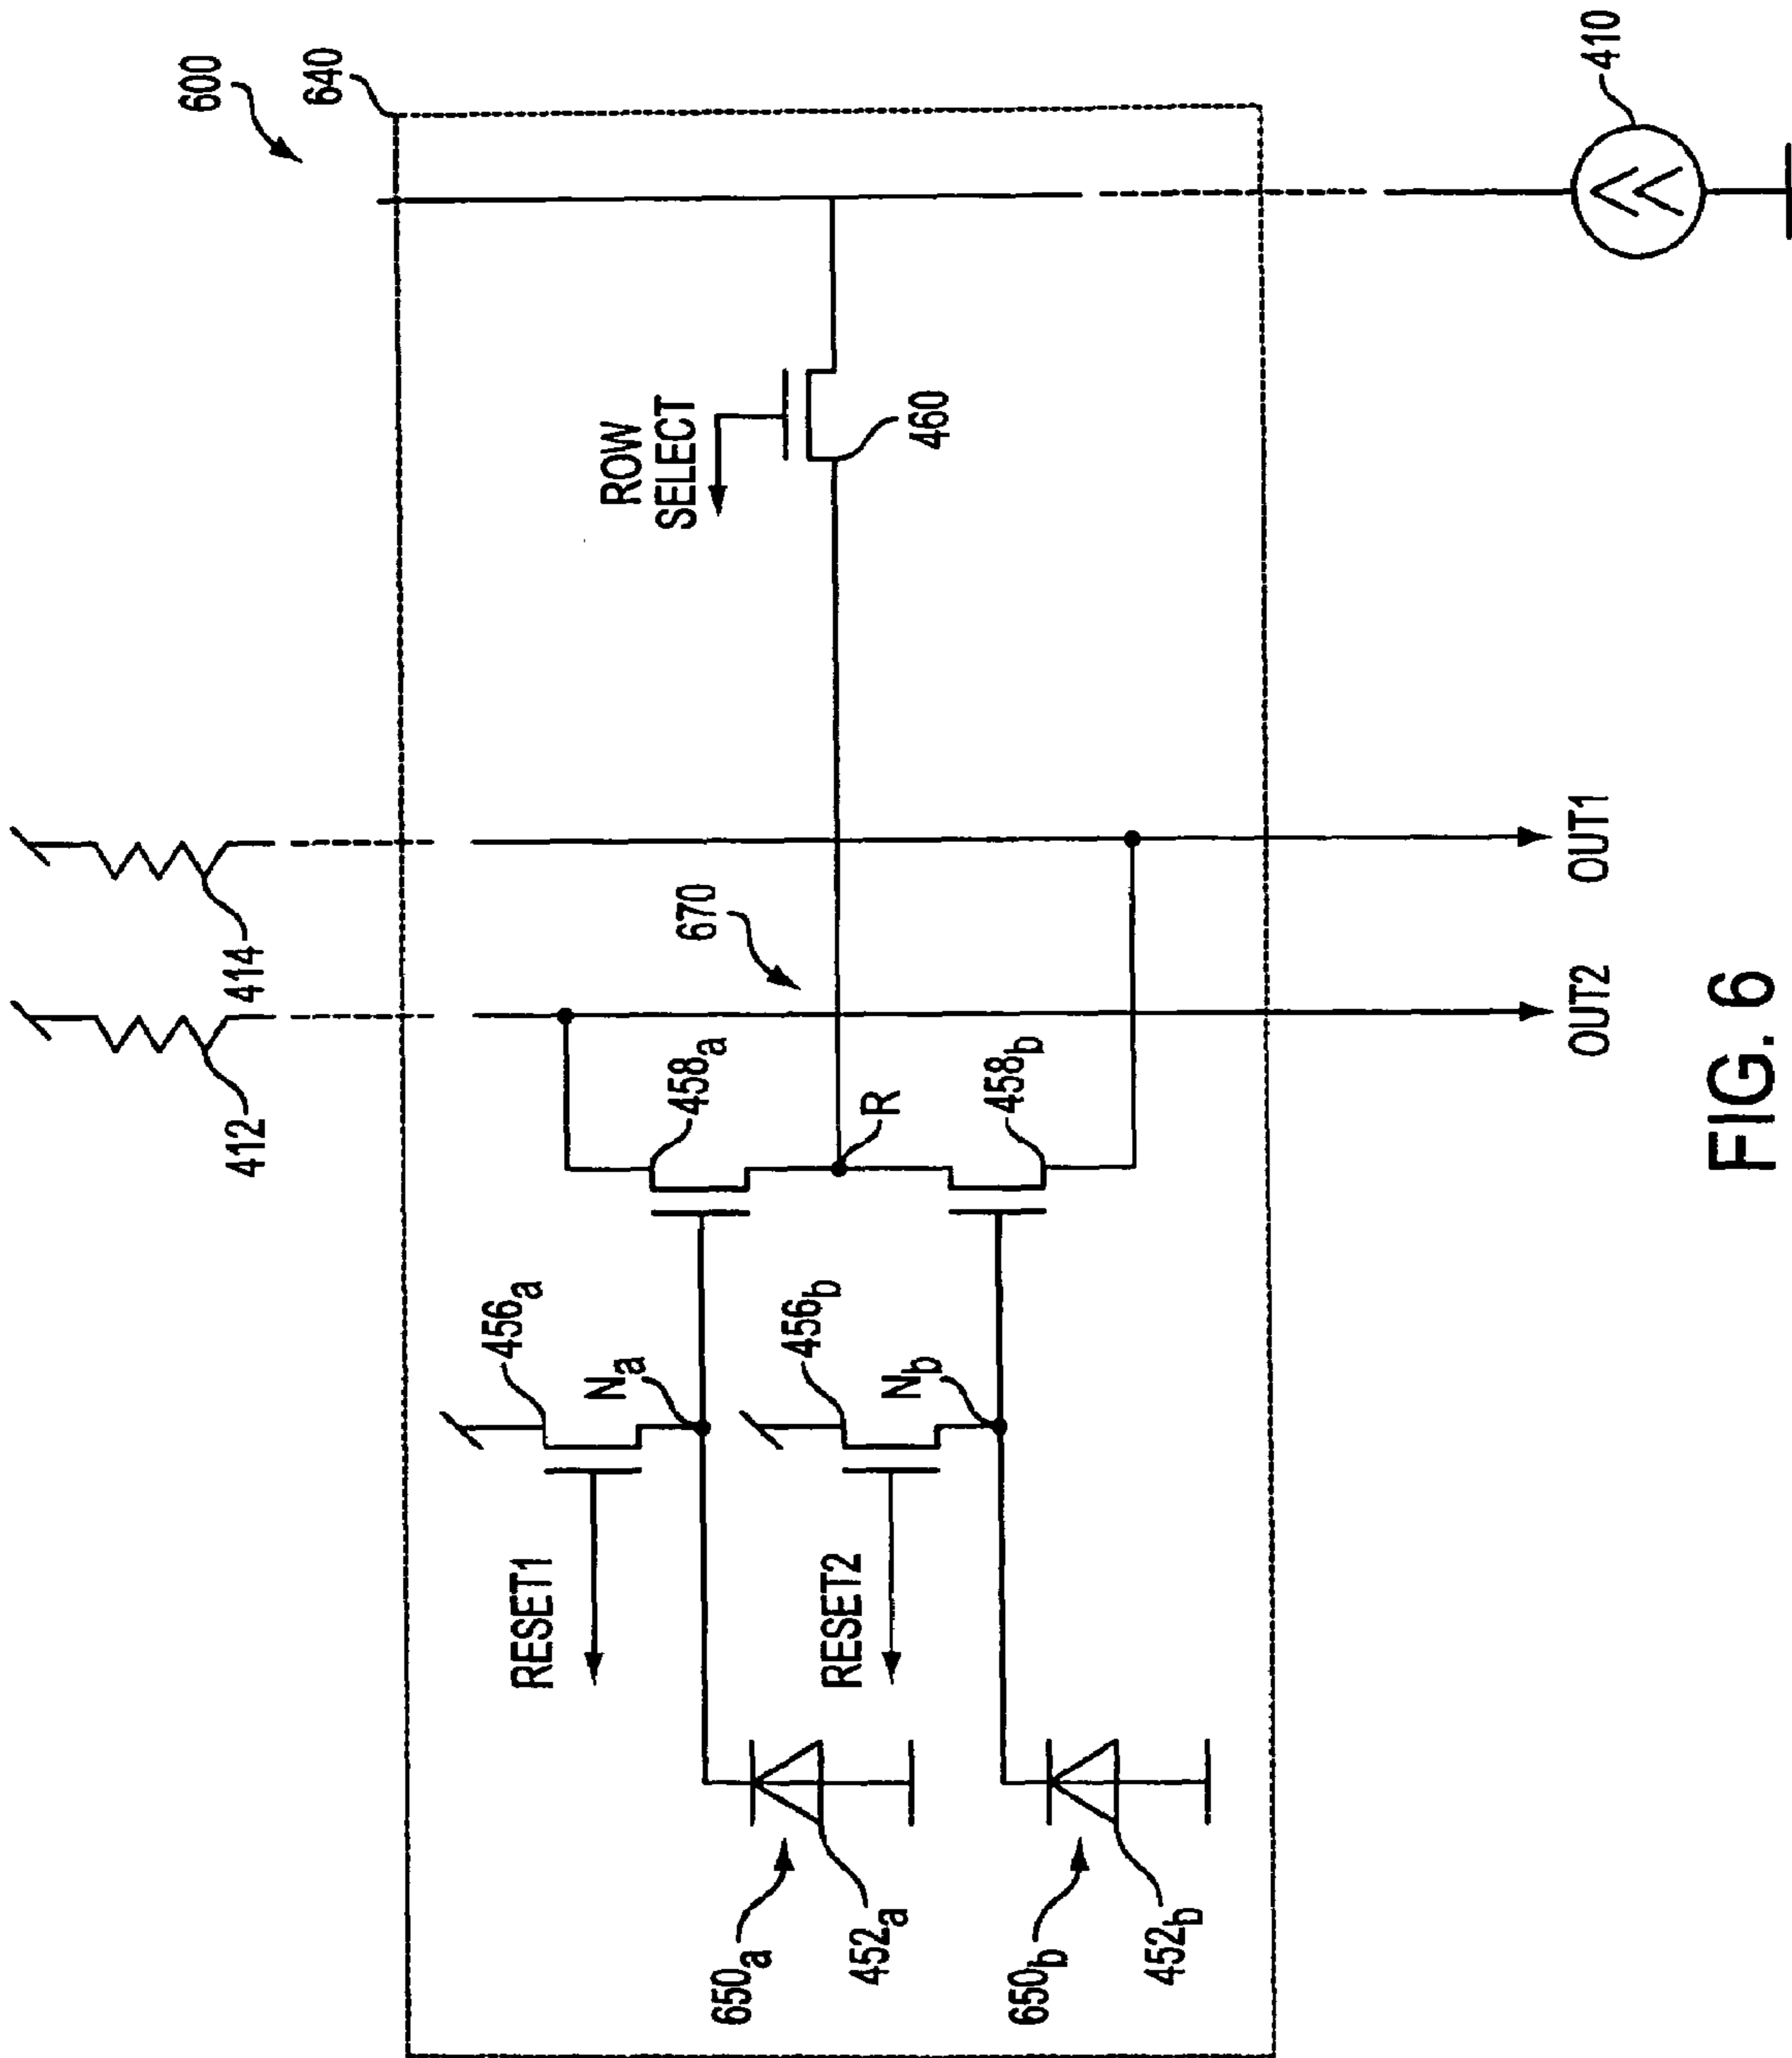 600
640
412
414
456a
Na
RESET1
650a
452a
456b
Nb
RESET2
650b
452b
458a
670
R
458b
ROW
SELECT
460
OUT2
OUT1
410
FIG. 6